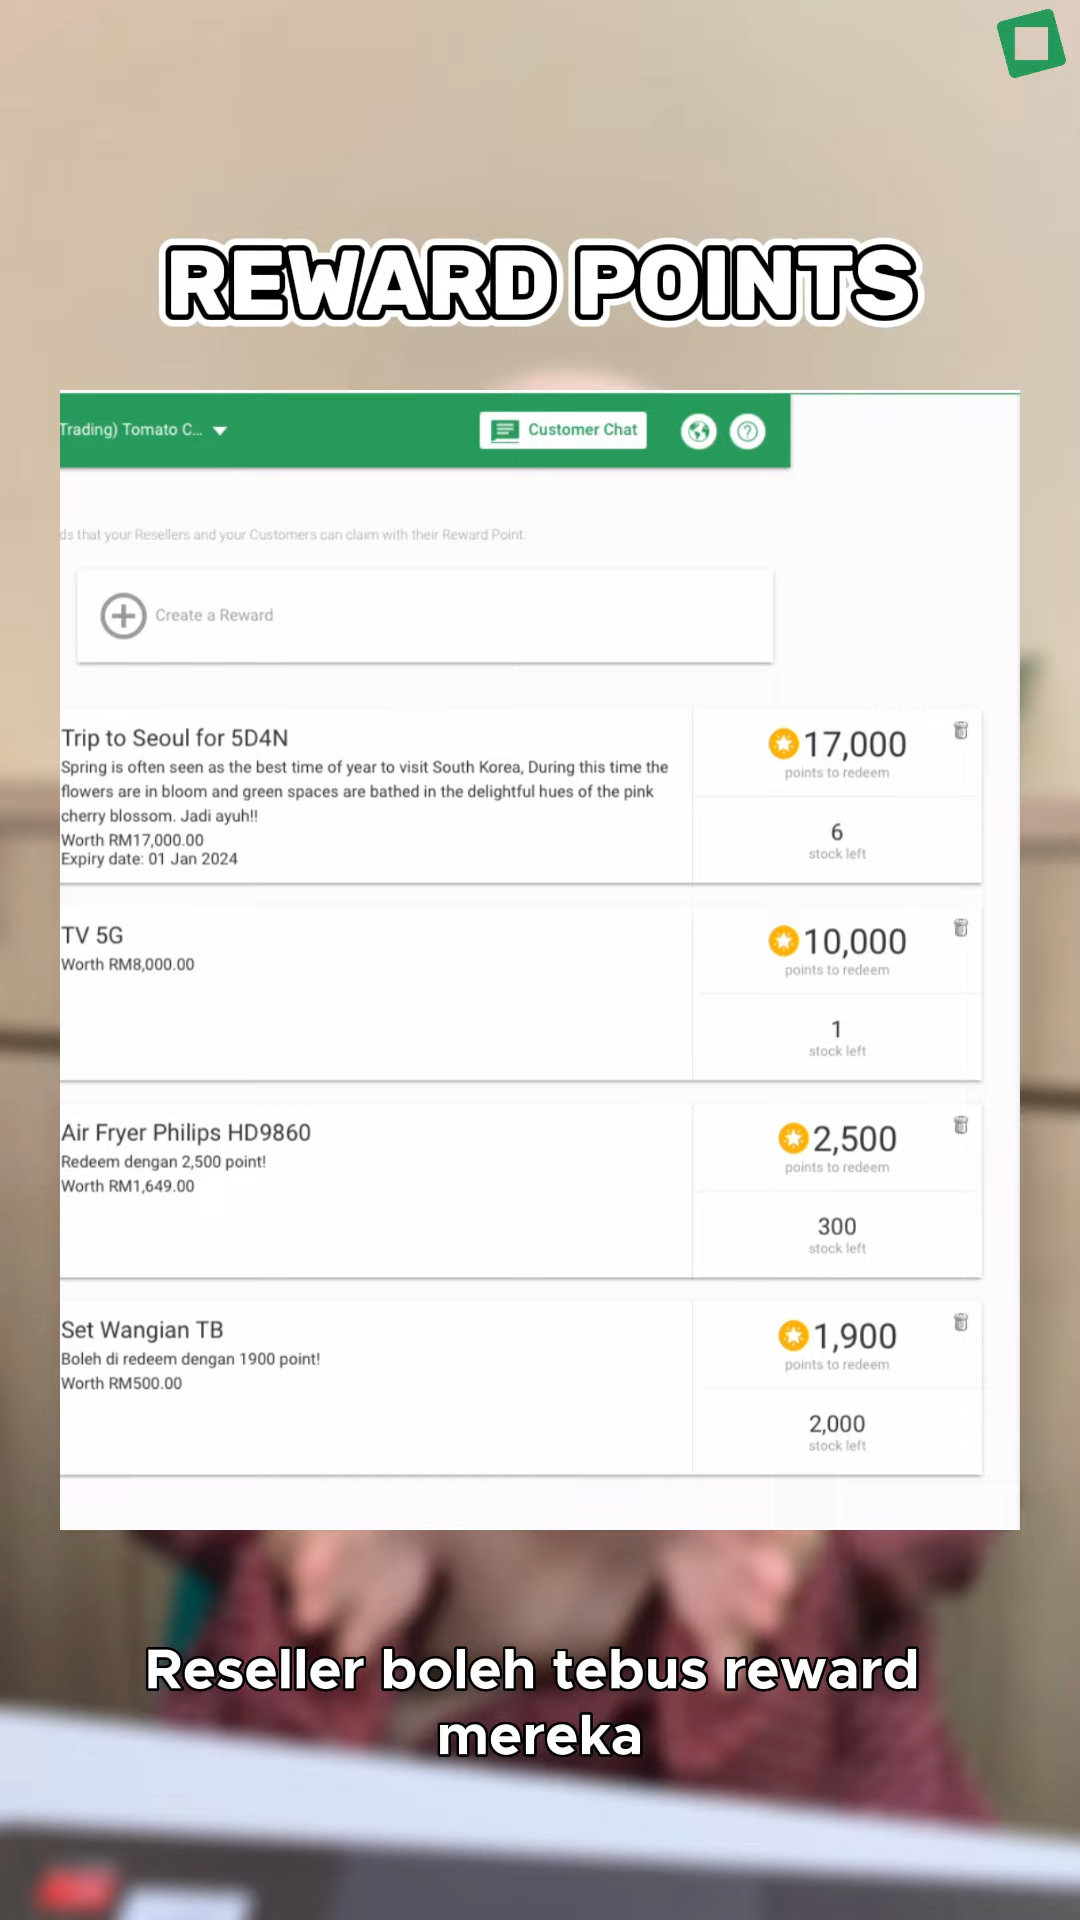 REWARD POINTS
Trading) Tomato C...
Customer Chat
ds that your Resellers and your Customers can claim with their Reward Point.
Create a Reward
Trip to Seoul for 5D4N
Spring is often seen as the best time of year to visit South Korea, During this time the
flowers are in bloom and green spaces are bathed in the delightful hues of the pink
cherry blossom. Jadi ayuh!!
Worth RM17,000.00
Expiry date: 01 Jan 2024
17,000
points to redeem
6
stock left
TV 5G
Worth RM8,000.00
10,000
points to redeem
1
stock left
Air Fryer Philips HD9860
Redeem dengan 2,500 point!
Worth RM1,649.00
2,500
points to redeem
300
stock left
Set Wangian TB
Boleh di redeem dengan 1900 point!
Worth RM500.00
1,900
points to redeem
2,000
stock left
Reseller boleh tebus reward
mereka